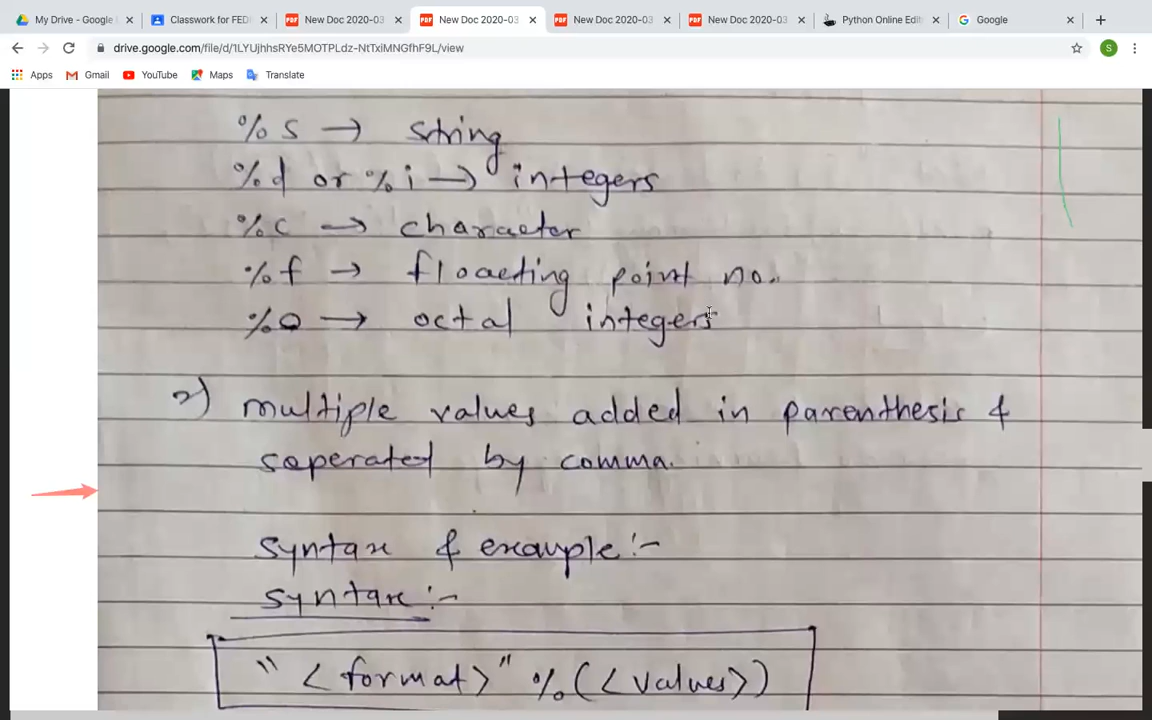 My Drive - Google
Classwork for FED
New Doc 2020-03
New Doc 2020-03
New Doc 2020-03
New Doc 2020-03
Python Online Edit
Google
drive.google.com/file/d/1LYUjhhsRYe5MOTPLdz-NtTxiMNGfhF9L/view
S
Apps
Gmail
YouTube
Maps
Translate
%s → string
%d or %i → integers
%c → character
%f → floaeting point no.
%o → octal integers
2) multiple values added in parenthesis &
seperated by comma.
syntax & example:-
syntax:-
"<format>" %(<values>)